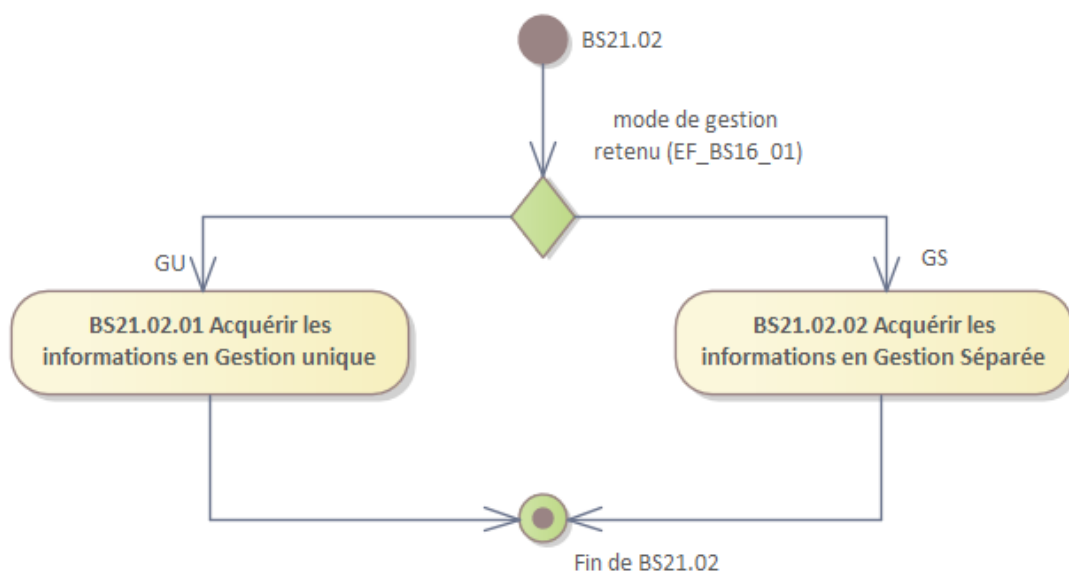 BS21.02
mode de gestion
retenu (EF_BS16_01)
GU
GS
BS21.02.01 Acquérir les
informations en Gestion unique
BS21.02.02 Acquérir les
informations en Gestion Séparée
Fin de BS21.02